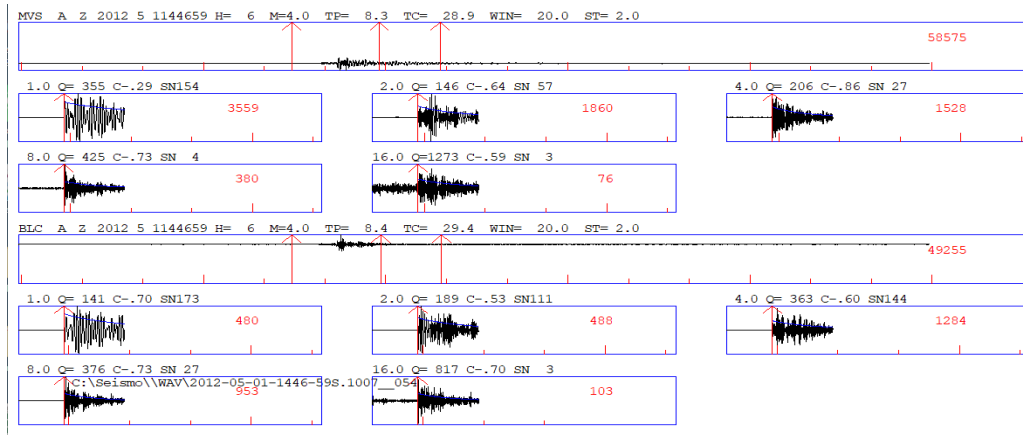 MVS A Z 2012 5 1144659 H= 6 M=4.0 TP= 8.3 TC= 28.9 WIN= 20.0 ST= 2.0
58575
1.0 Q= 355 C-.29 SN154
3559
2.0 Q= 146 C-.64 SN 57
1860
4.0 Q= 206 C-.86 SN 27
1528
8.0 Q= 425 C-.73 SN 4
380
16.0 Q=1273 C-.59 SN 3
76
BLC A Z 2012 5 1144659 H= 6 M=4.0 TP= 8.4 TC= 29.4 WIN= 20.0 ST= 2.0
49255
1.0 Q= 141 C-.70 SN173
480
2.0 Q= 189 C-.53 SN111
488
4.0 Q= 363 C-.60 SN144
1284
8.0 Q= 376 C-.73 SN 27
C:\Seismo\\WAV\2012-05-01-1446-59S.1007__054
953
16.0 Q= 817 C-.70 SN 3
103